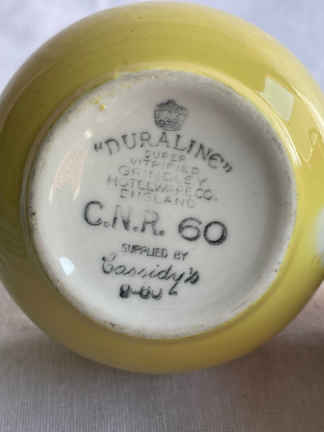 "DURALINE"
SUPER
VITRIFIED
GRINDLEY
HOTELWARE CO.
ENGLAND
C.N.R. 60
SUPPLIED BY
Cassidy's
8-60